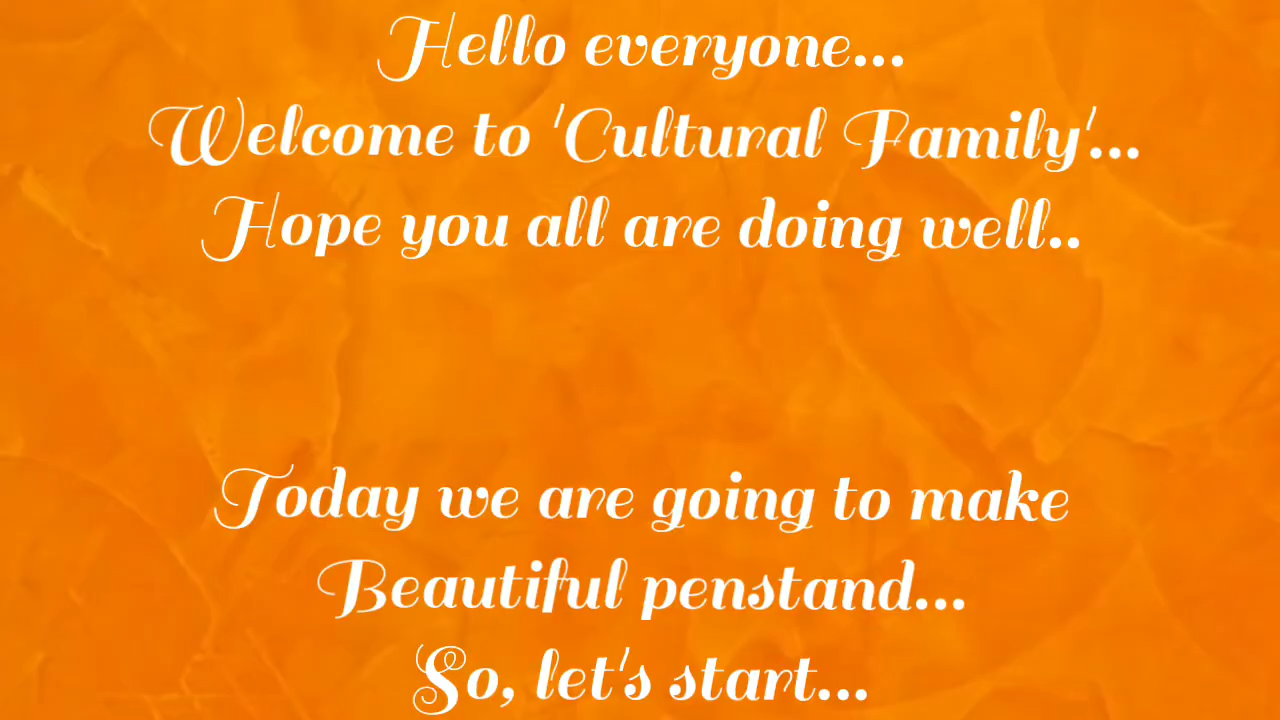 Hello everyone...
Welcome to 'Cultural Family'...
Hope you all are doing well..
Today we are going to make
Beautiful penstand...
So, let's start...